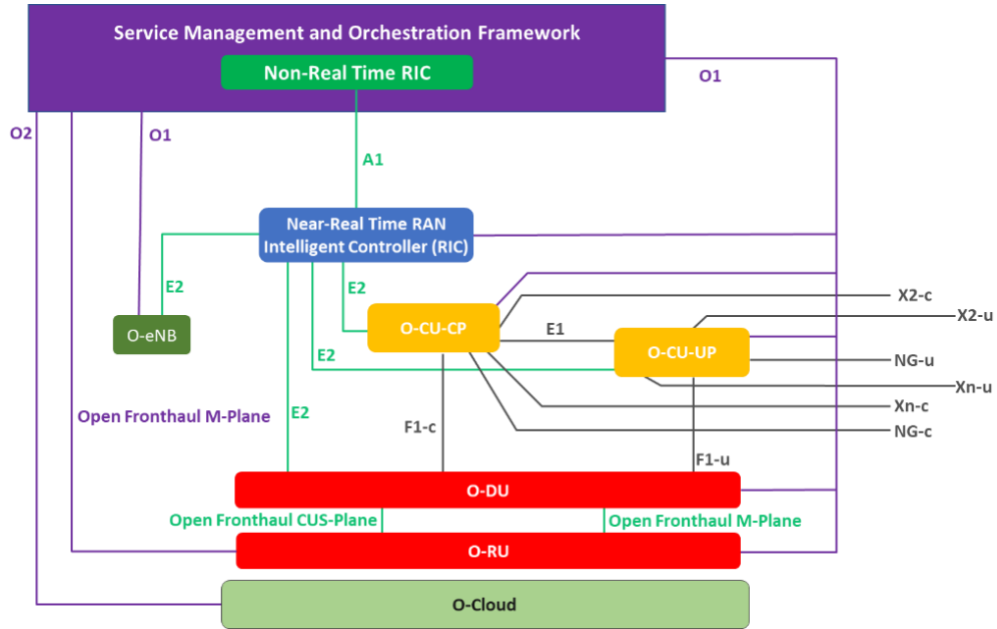 Service Management and Orchestration Framework
Non-Real Time RIC
O1
O2
O1
A1
Near-Real Time RAN
Intelligent Controller (RIC)
E2
E2
X2-c
X2-u
O-CU-CP
E1
O-eNB
O-CU-UP
E2
NG-u
Xn-u
Xn-c
Open Fronthaul M-Plane
E2
F1-c
NG-c
F1-u
O-DU
Open Fronthaul CUS-Plane
Open Fronthaul M-Plane
O-RU
O-Cloud